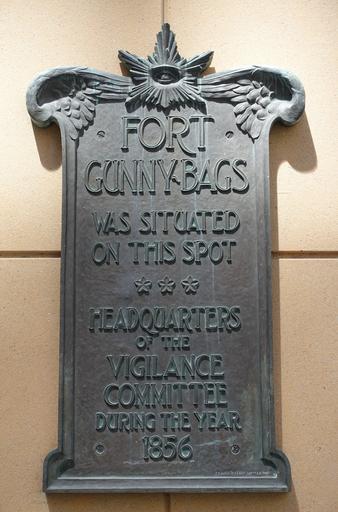 FORT
GUNNY-BAGS
WAS SITUATED
ON THIS SPOT
HEADQUARTERS
OF THE
VIGILANCE
COMMITTEE
DURING THE YEAR
1856